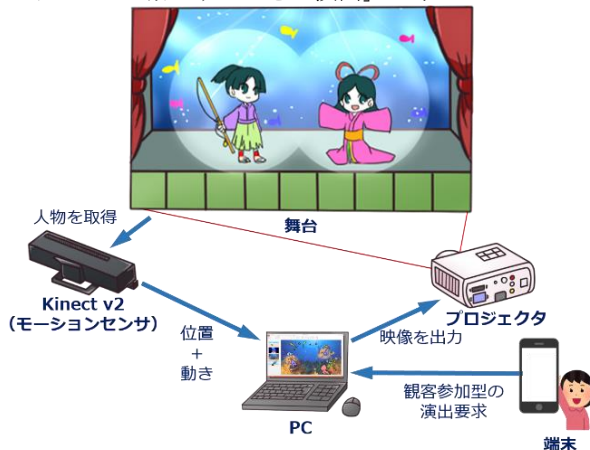 舞台
人物を取得
Kinect v2
（モーションセンサ）
位置
+
動き
プロジェクタ
映像を出力
PC
観客参加型の
演出要求
端末